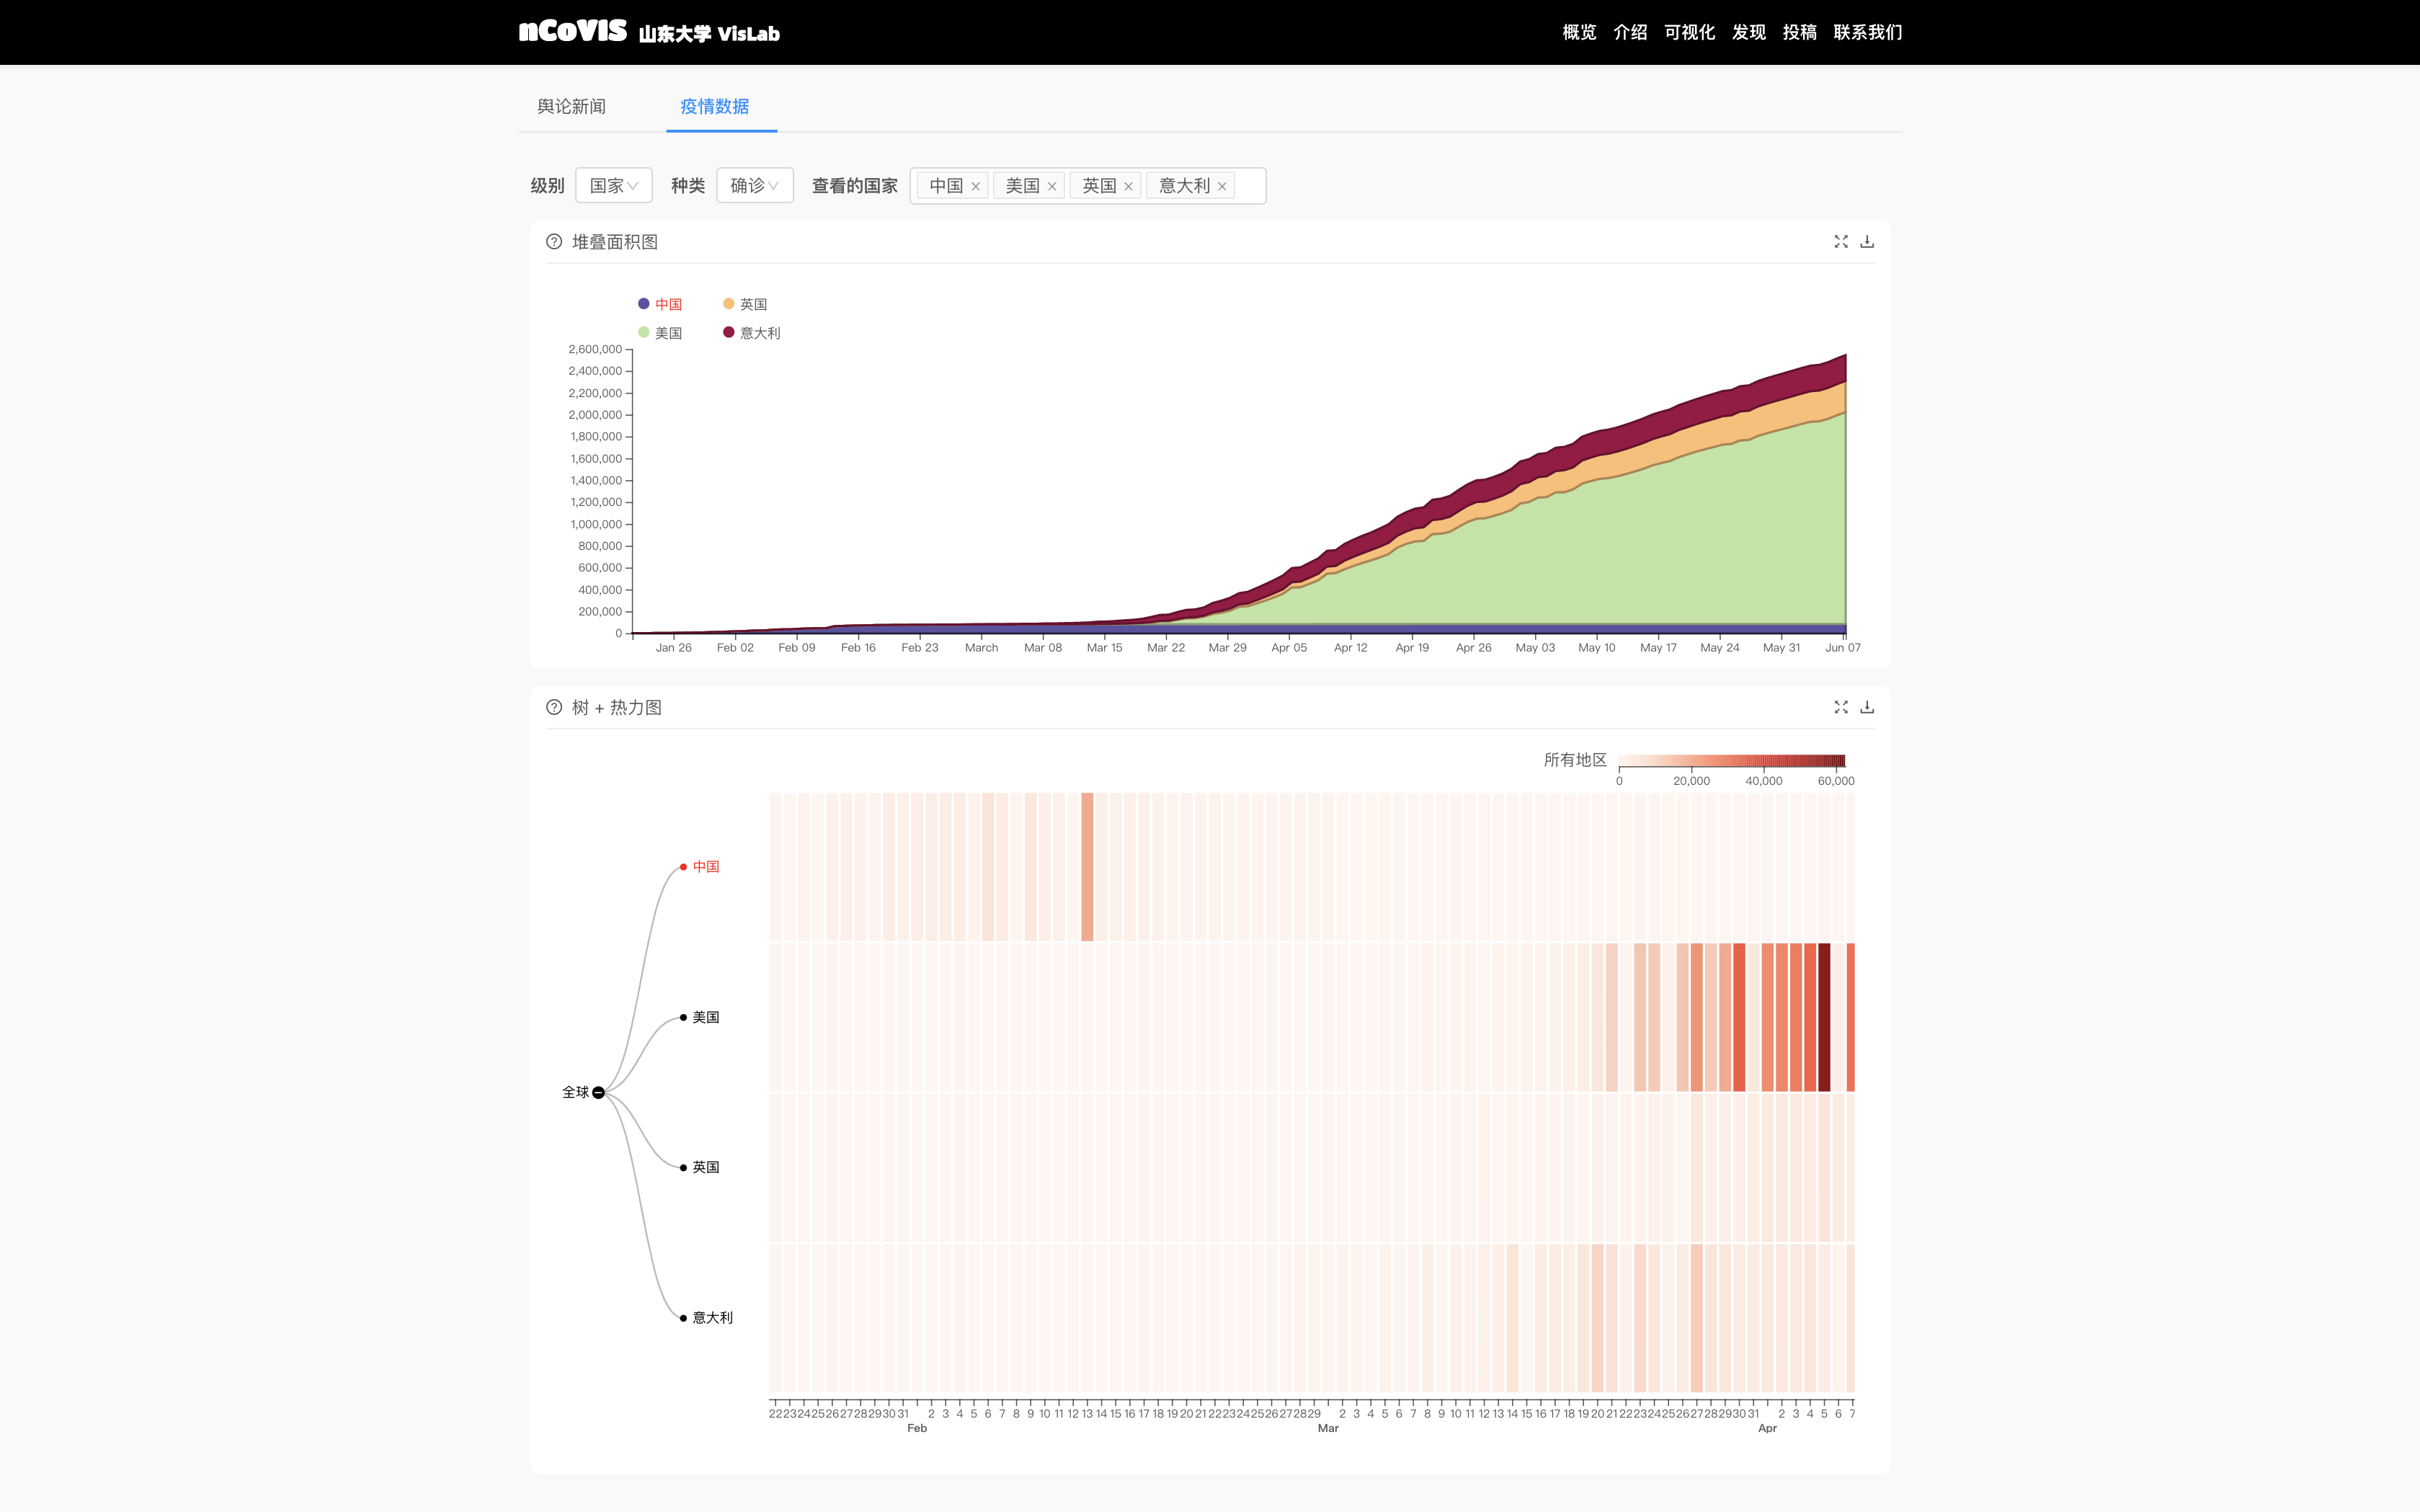 nCoVIS 山东大学 VisLab
概览 介绍 可视化 发现 投稿 联系我们
舆论新闻 疫情数据
级别 国家 种类 确诊 查看的国家 中国 × 美国 × 英国 × 意大利 ×
堆叠面积图
中国 英国
美国 意大利
2,600,000
2,400,000
2,200,000
2,000,000
1,800,000
1,600,000
1,400,000
1,200,000
1,000,000
800,000
600,000
400,000
200,000
0
Jan 26 Feb 02 Feb 09 Feb 16 Feb 23 March Mar 08 Mar 15 Mar 22 Mar 29 Apr 05 Apr 12 Apr 19 Apr 26 May 03 May 10 May 17 May 24 May 31 Jun 07
树 + 热力图
所有地区
0 20,000 40,000 60,000
中国
美国
全球
英国
意大利
22 23 24 25 26 27 28 29 30 31 2 3 4 5 6 7 8 9 10 11 12 13 14 15 16 17 18 19 20 21 22 23 24 25 26 27 28 29 2 3 4 5 6 7 8 9 10 11 12 13 14 15 16 17 18 19 20 21 22 23 24 25 26 27 28 29 30 31 2 3 4 5 6 7
Feb Mar Apr